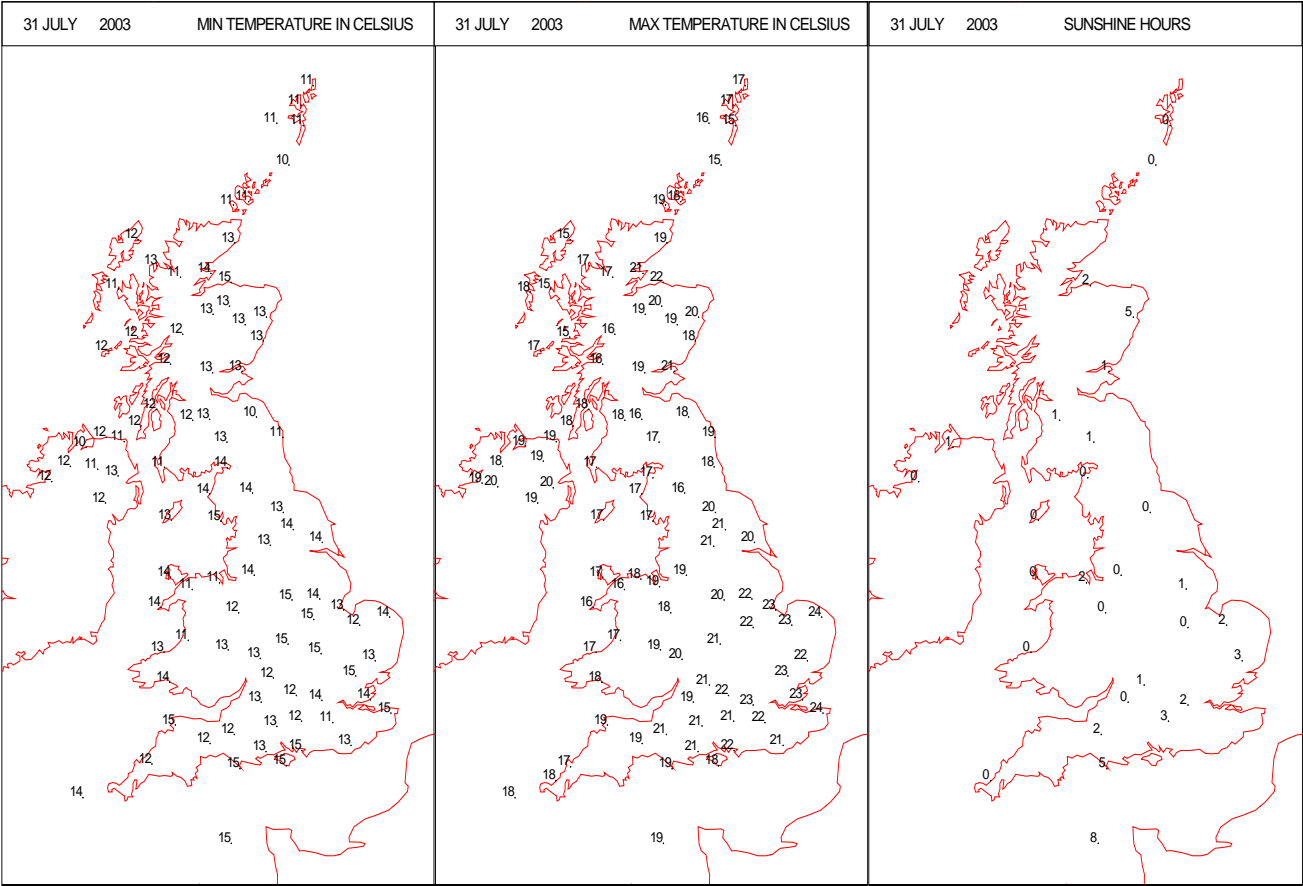 31 JULY 2003 MIN TEMPERATURE IN CELSIUS
11.
11.
11. 11.
10.
11. 11.
12.
13.
13.
11. 14.
15.
11.
13.
13. 13.
13.
12. 12. 13.
12.
12. 13. 13.
12.
12. 12. 13. 10.
10. 12. 11. 13. 11.
12. 11. 13. 11. 14.
12.
12. 14. 14.
13. 15. 13.
14.
13. 14.
14. 11. 11. 14.
14. 12. 15. 14. 13. 14.
15. 12.
11. 15.
13. 13. 13. 15. 13.
14. 12. 15.
13. 12. 14. 14.
15. 15.
12. 12. 13. 12. 11.
13. 15. 13.
12. 15. 15.
14.
15.
31 JULY 2003 MAX TEMPERATURE IN CELSIUS
17.
17.
16. 15.
15.
19. 18.
15. 19.
17. 21.
17. 22.
18. 15.
20.
19. 19. 20.
15. 16. 18.
17.
16. 19. 21.
18.
18. 18. 16. 18.
19. 19. 17. 19.
18. 19. 17. 18.
19. 20. 20. 17.
19. 17. 16.
17. 17. 20.
21.
21. 20.
17. 18. 19.
16. 19.
16. 18. 20. 22. 23. 24.
22. 23.
17. 17. 19. 21.
20. 22.
18. 21. 23.
19. 22. 23. 23.
24.
19. 19. 21. 21. 21. 22.
21. 22. 21.
17. 19. 18.
18.
18.
19.
31 JULY 2003 SUNSHINE HOURS
0.
0.
2.
5.
1.
1.
1. 1.
0. 0.
0. 0.
0. 2. 0.
1.
0. 0. 2.
0. 3.
1.
0. 2.
3.
2.
5.
0.
8.